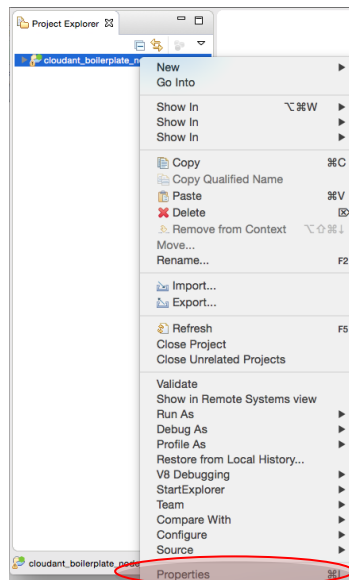 Project Explorer
cloudant_boilerplate_no
New
Go Into
Show In ⌥⌘W
Show In
Show In
Copy ⌘C
Copy Qualified Name
Paste ⌘V
Delete ⌦
Remove from Context ⌥⇧⌘↓
Move...
Rename... F2
Import...
Export...
Refresh F5
Close Project
Close Unrelated Projects
Validate
Show in Remote Systems view
Run As
Debug As
Profile As
Restore from Local History...
V8 Debugging
StartExplorer
Team
Compare With
Configure
Source
cloudant_boilerplate_node
Properties ⌘I